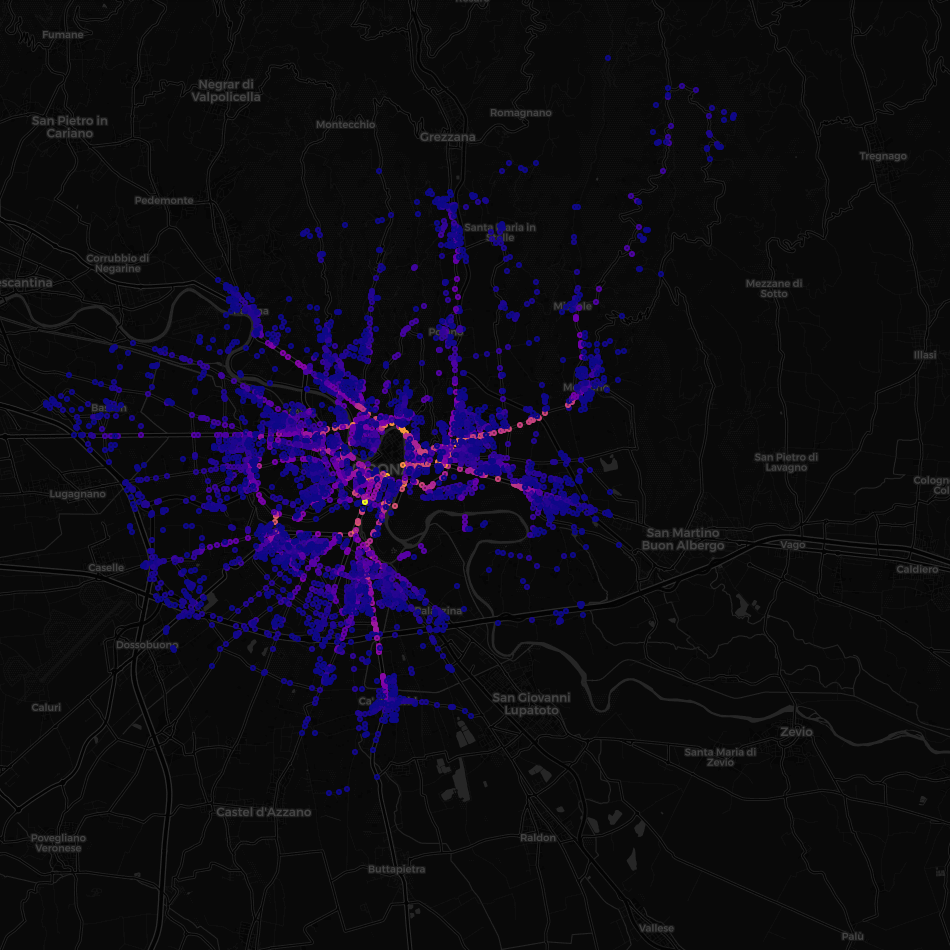 Fumane
Negrar di
Valpolicella
San Pietro in
Cariano
Montecchio
Romagnano
Grezzana
Tregnago
Pedemonte
Santa Maria in
Stelle
Corrubbio di
Negarine
escantina
Mezzane di
Sotto
Illasi
San Pietro di
Lavagno
Cologn
Col
Lugagnano
San Martino
Buon Albergo
Vago
Caselle
Caldiero
Dossobuono
Caluri
San Giovanni
Lupatoto
Zevio
Santa Maria di
Zevio
Castel d'Azzano
Povegliano
Veronese
Raldon
Buttapietra
Vallese
Palù